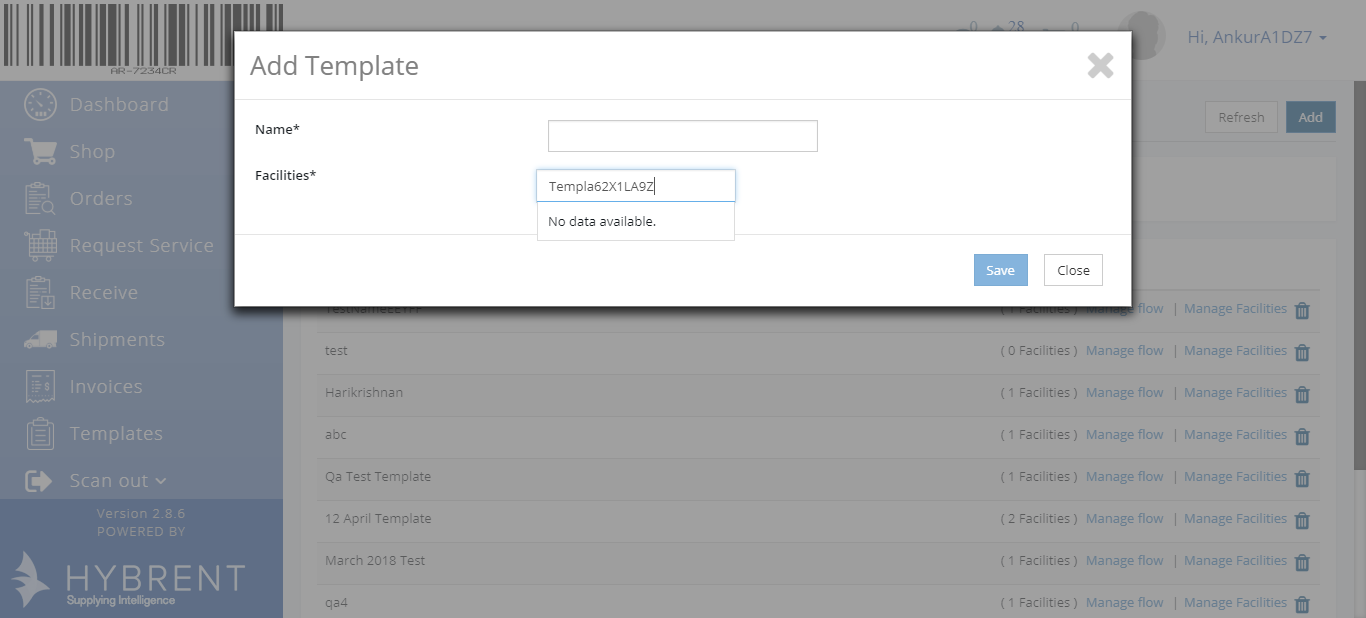 AR-7234CR
0 28 0
Hi, AnkurA1DZ7
Add Template
Dashboard
Refresh
Add
Name*
Shop
Facilities*
Templa62X1LA9Z
Orders
No data available.
Request Service
Save
Close
Receive
( 1 Facilities ) Manage flow | Manage Facilities
Shipments
test ( 0 Facilities ) Manage flow | Manage Facilities
Invoices
Harikrishnan ( 1 Facilities ) Manage flow | Manage Facilities
Templates
abc ( 1 Facilities ) Manage flow | Manage Facilities
Scan out
Qa Test Template ( 1 Facilities ) Manage flow | Manage Facilities
Version 2.8.6
12 April Template ( 2 Facilities ) Manage flow | Manage Facilities
POWERED BY
March 2018 Test ( 1 Facilities ) Manage flow | Manage Facilities
HYBRENT
Supplying Intelligence
qa4 ( 1 Facilities ) Manage flow | Manage Facilities